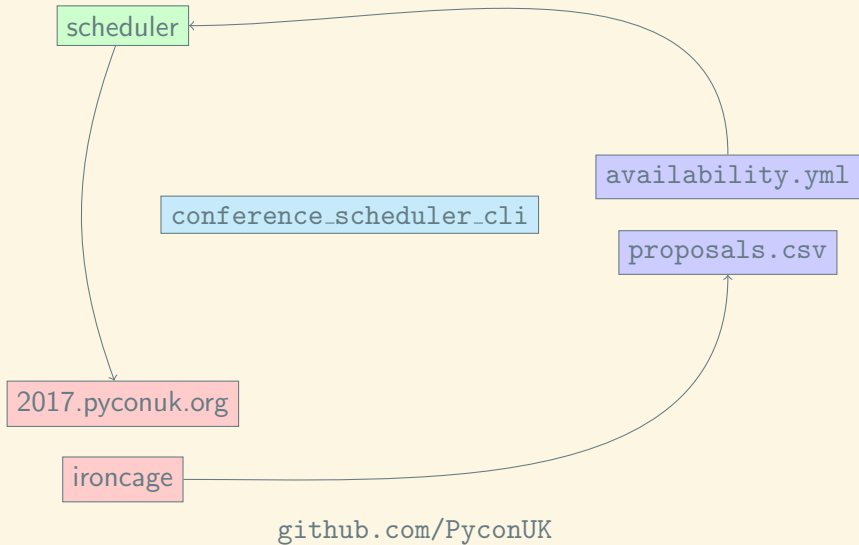 scheduler
availability.yml
conference_scheduler_cli
proposals.csv
2017.pyconuk.org
ironcage
github.com/PyconUK